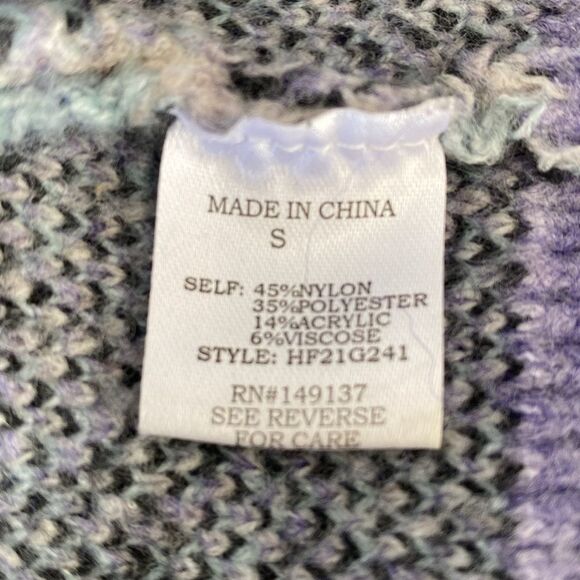 MADE IN CHINA
S
SELF: 45%NYLON
35%POLYESTER
14%ACRYLIC
6%VISCOSE
STYLE: HF21G241
RN#149137
SEE REVERSE
FOR CARE